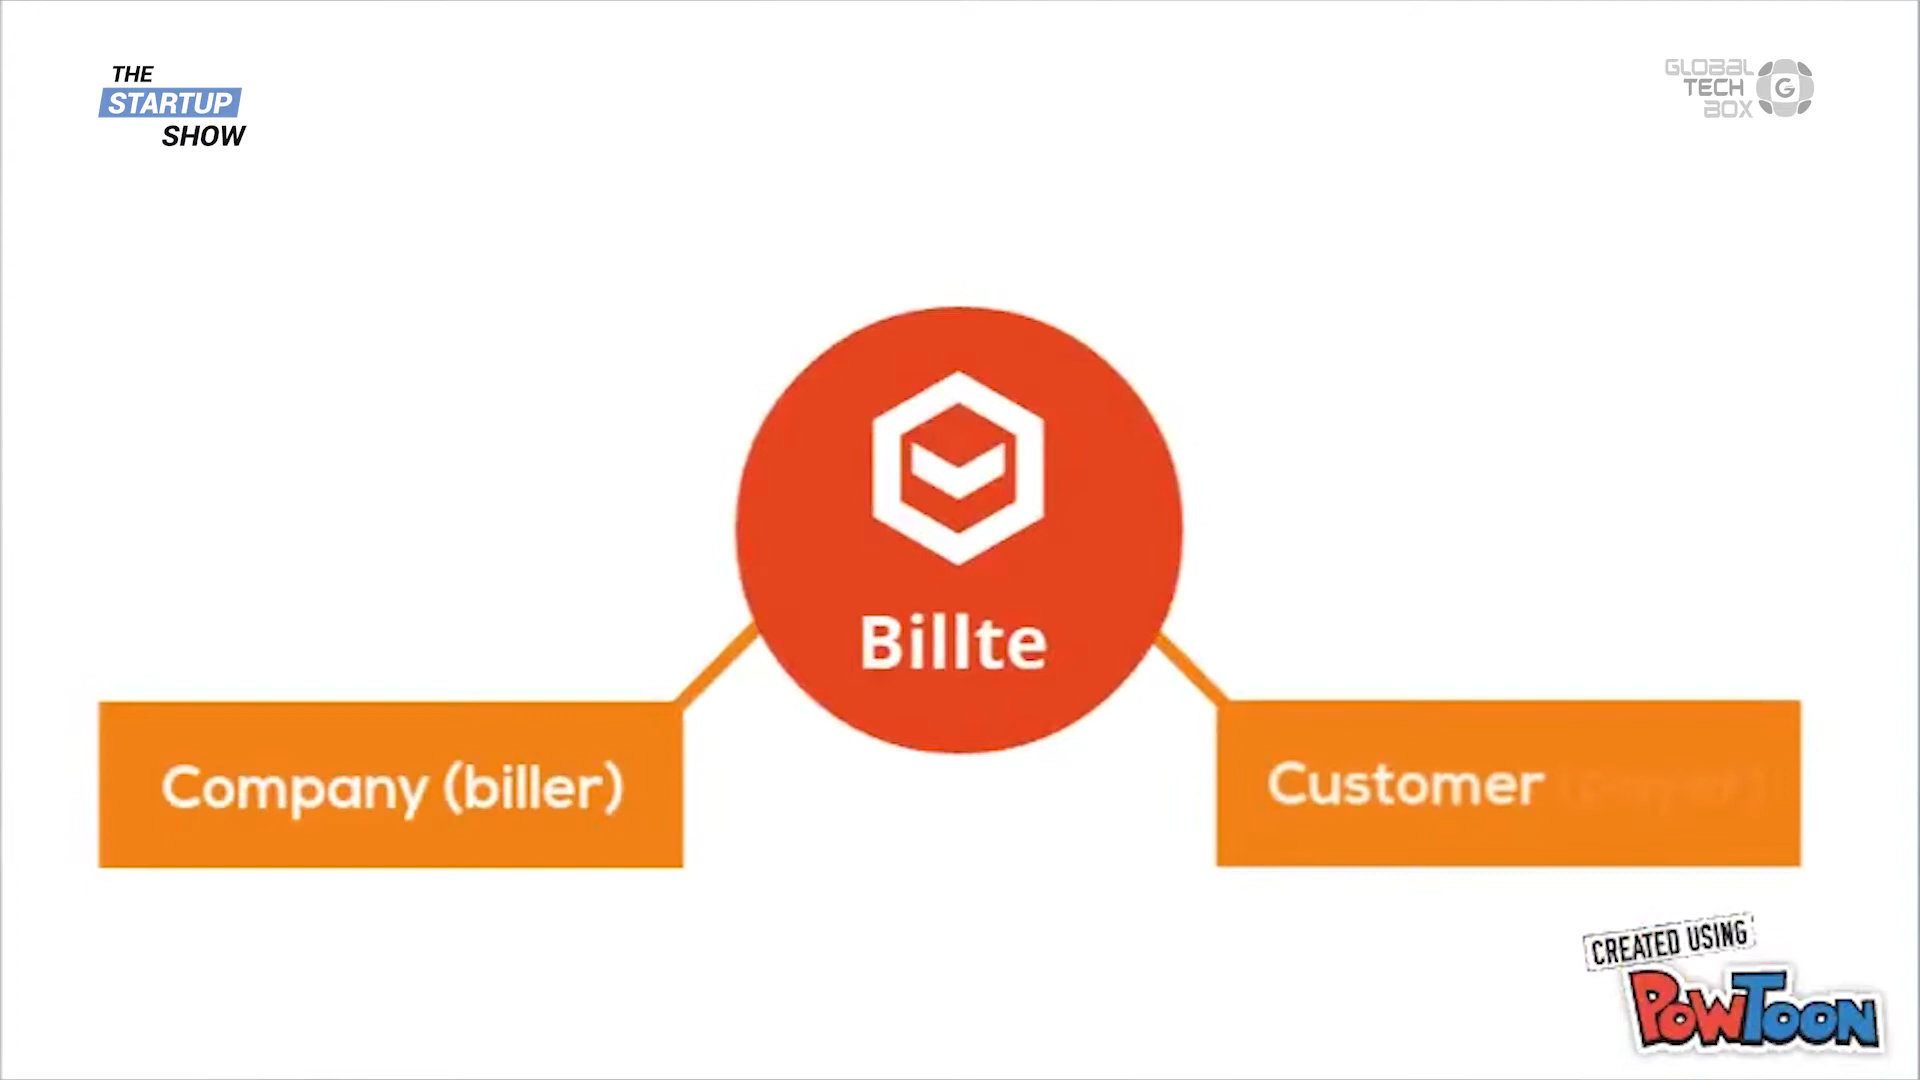 THE
STARTUP
SHOW
GLOBAL
TECH
BOX
G
Billte
Company (biller)
Customer
CREATED USING
POWTOON